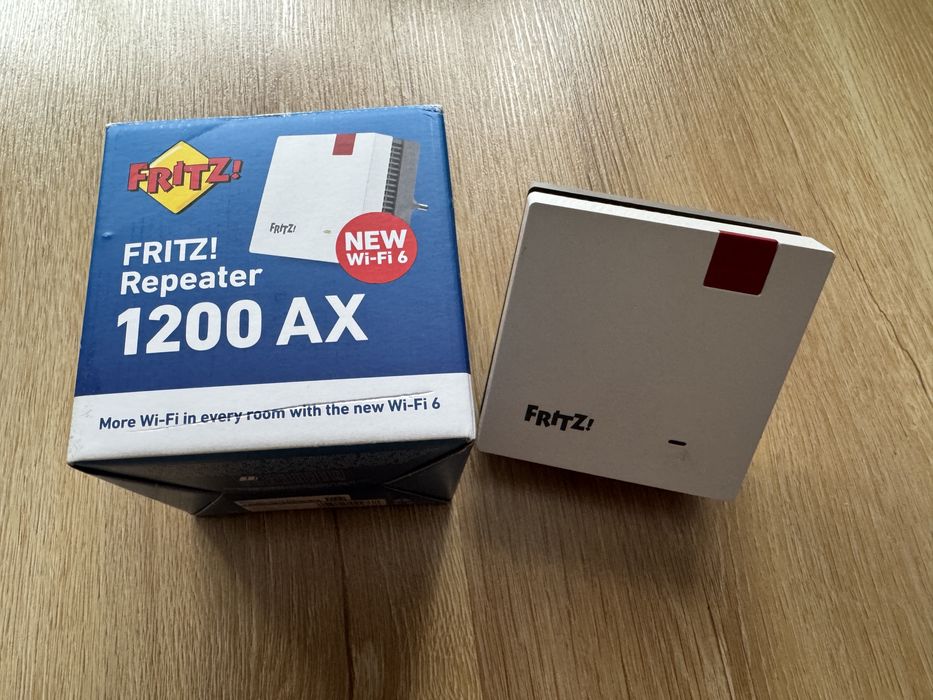 FRITZ!
FRITZ!
Repeater
1200 AX
FRITZ!
NEW
Wi-Fi 6
More Wi-Fi in every room with the new Wi-Fi 6
FRITZ!